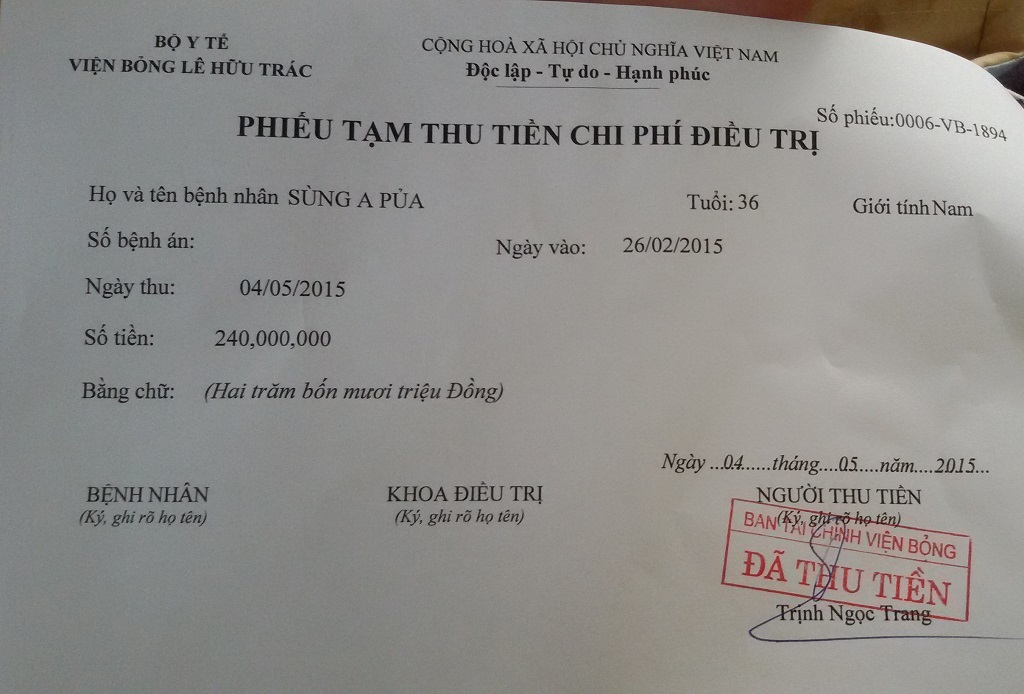 BỘ Y TẾ
VIỆN BỎNG LÊ HỮU TRÁC
CỘNG HOÀ XÃ HỘI CHỦ NGHĨA VIỆT NAM
Độc lập - Tự do - Hạnh phúc
Số phiếu:0006-VB-1894
PHIẾU TẠM THU TIỀN CHI PHÍ ĐIỀU TRỊ
Họ và tên bệnh nhân SÙNG A PỦA Tuổi: 36 Giới tính Nam
Số bệnh án: Ngày vào: 26/02/2015
Ngày thu: 04/05/2015
Số tiền: 240,000,000
Bằng chữ: (Hai trăm bốn mươi triệu Đồng)
Ngày ...04......tháng....05....năm....2015...
BỆNH NHÂN KHOA ĐIỀU TRỊ NGƯỜI THU TIỀN
(Ký, ghi rõ họ tên) (Ký, ghi rõ họ tên) (Ký, ghi rõ họ tên)
BAN TÀI CHÍNH VIỆN BỎNG
ĐÃ THU TIỀN
Trịnh Ngọc Trang